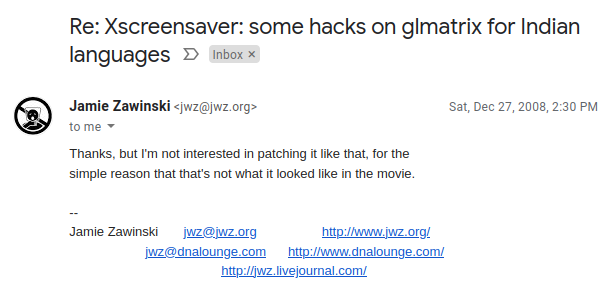 Re: Xscreensaver: some hacks on glmatrix for Indian
languages Inbox ×
Jamie Zawinski <jwz@jwz.org> Sat, Dec 27, 2008, 2:30 PM
to me
Thanks, but I'm not interested in patching it like that, for the
simple reason that that's not what it looked like in the movie.
--
Jamie Zawinski jwz@jwz.org http://www.jwz.org/
jwz@dnalounge.com http://www.dnalounge.com/
http://jwz.livejournal.com/